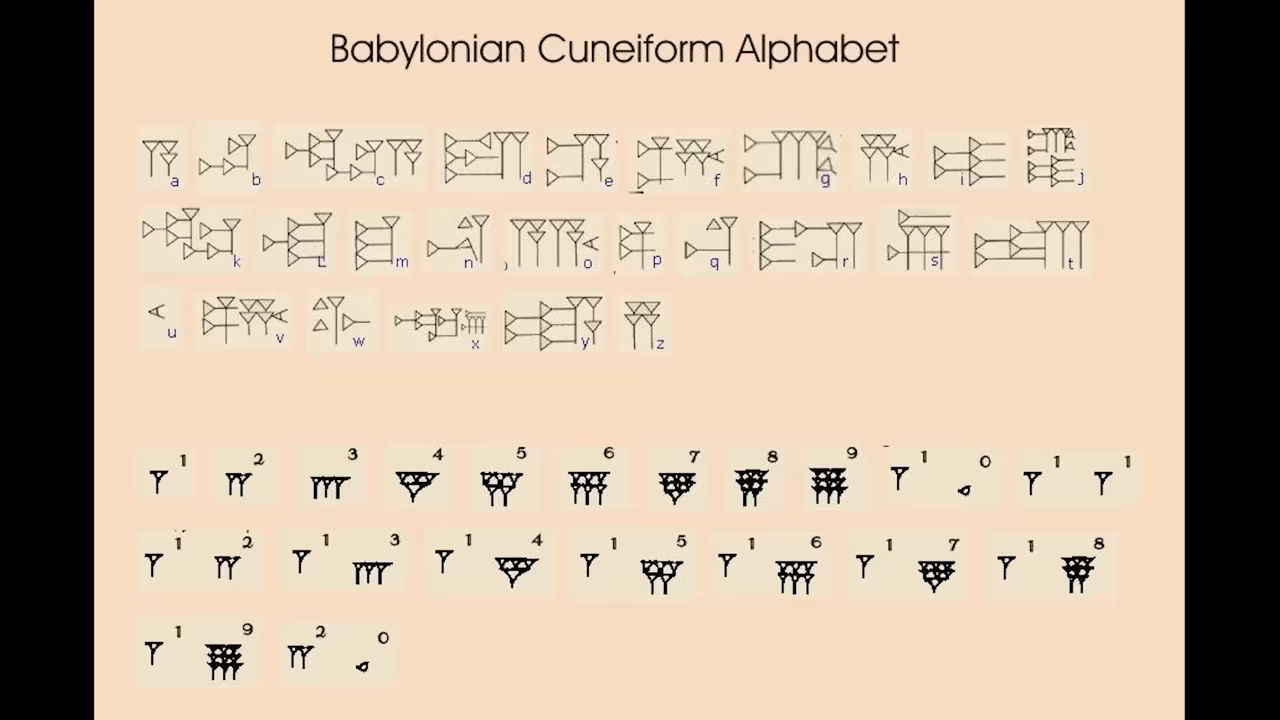 Babylonian Cuneiform Alphabet
a b c d e f g h i j
k L m n o p q r s t
u v w x y z
1 2 3 4 5 6 7 8 9 1 0 1 1
1 2 1 3 1 4 1 5 1 6 1 7 1 8
1 9 2 0